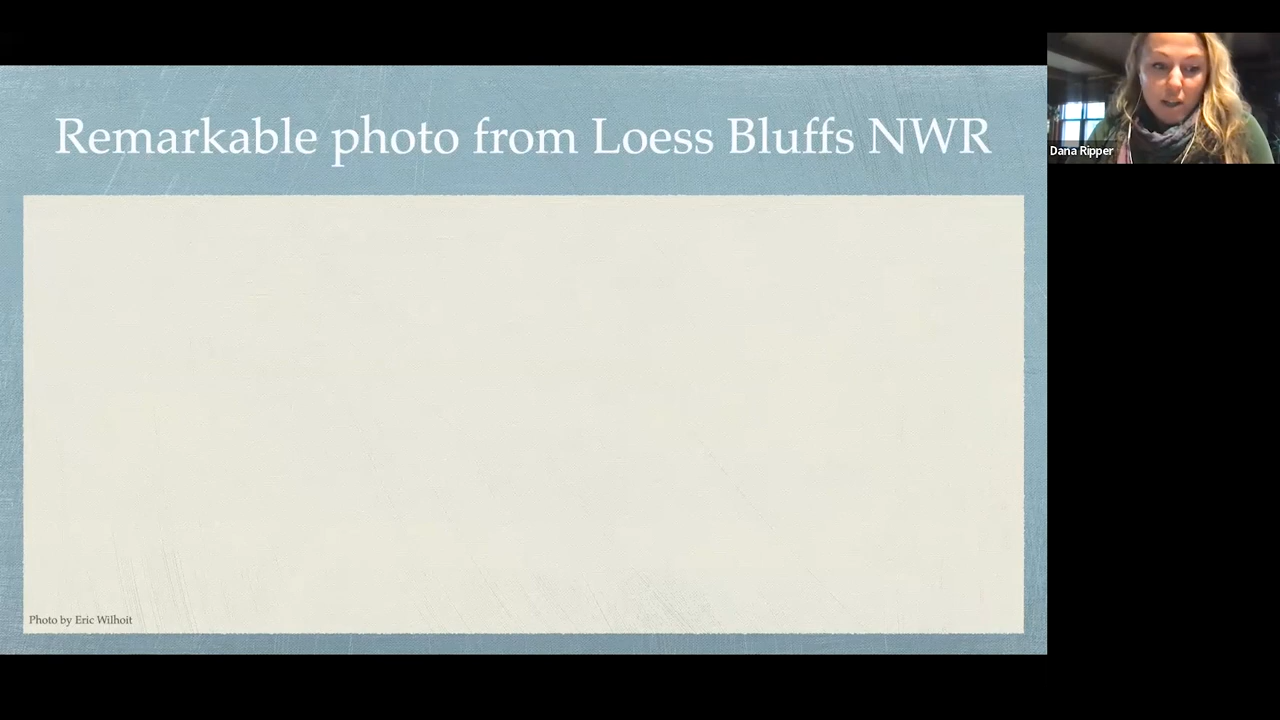 Remarkable photo from Loess Bluffs NWR
Dana Ripper
Photo by Eric Wilhoit